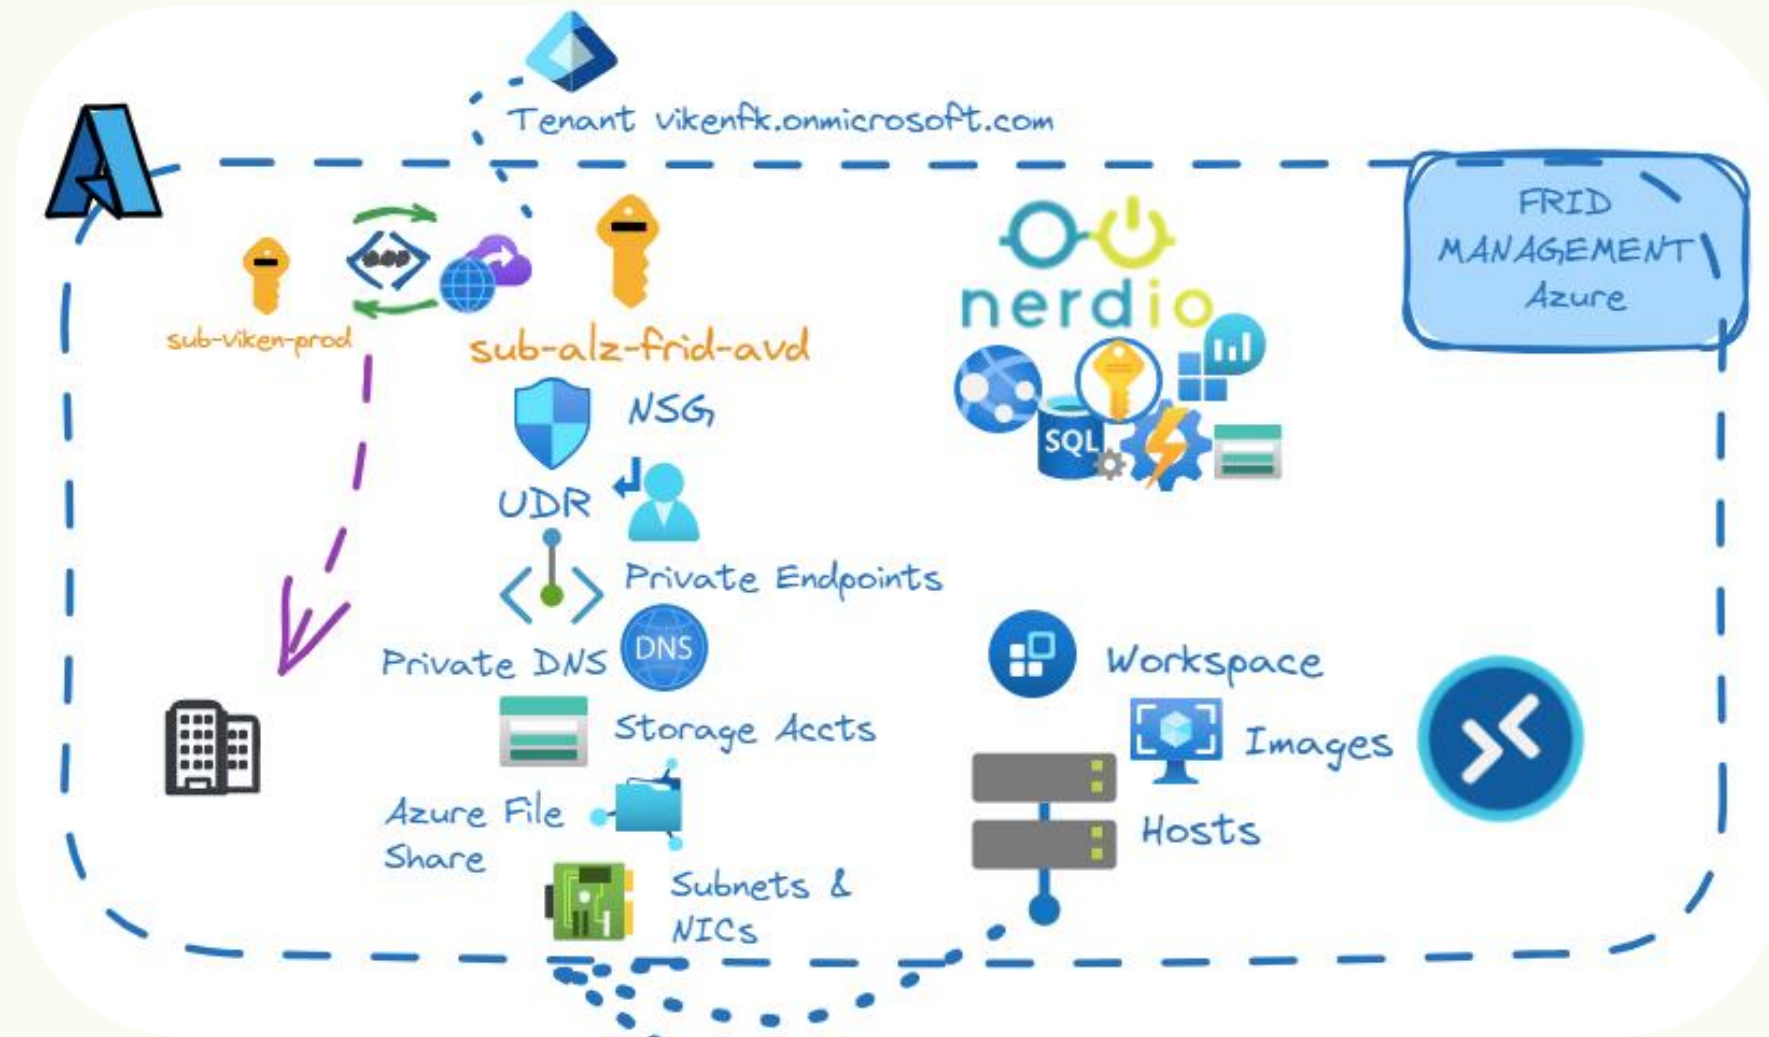 Tenant vikenfk.onmicrosoft.com
FRID
MANAGEMENT
Azure
sub-viken-prod
sub-alz-frid-avd
nerdio
NSG
SQL
UDR
Private Endpoints
Private DNS
DNS
Workspace
Storage Accts
Images
Azure File
Share
Hosts
Subnets &
NICs